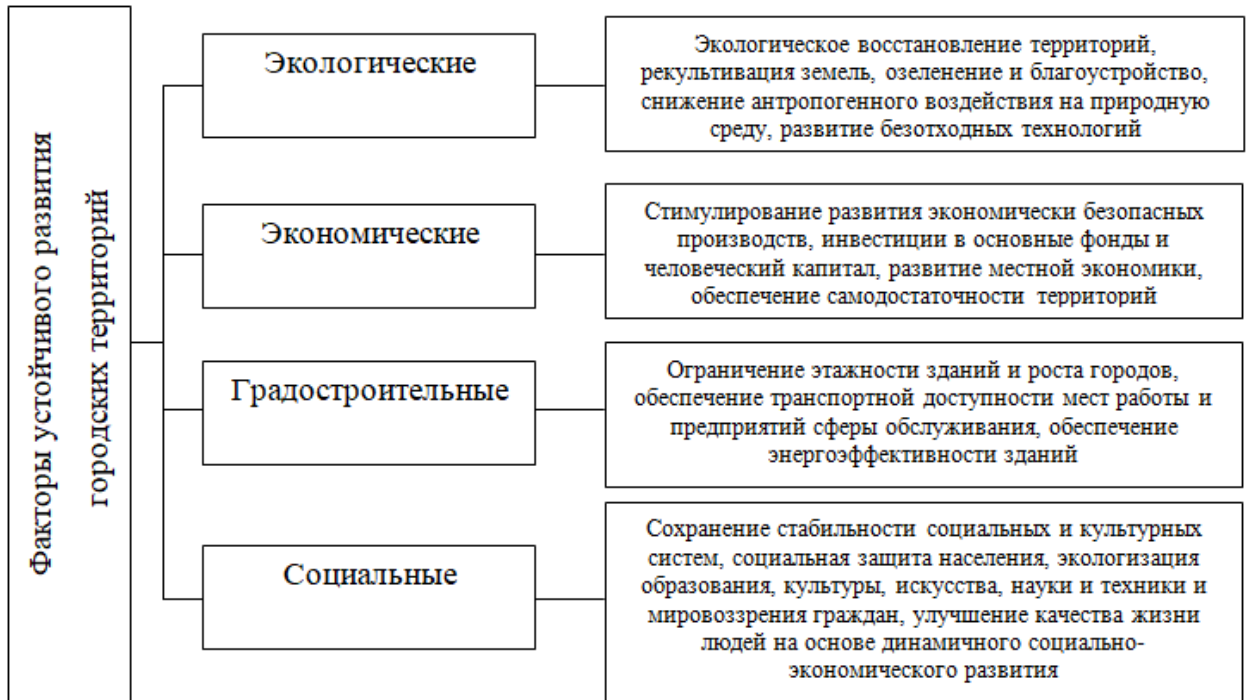 Факторы устойчивого развития
городских территорий
Экологические
Экологическое восстановление территорий,
рекультивация земель, озеленение и благоустройство,
снижение антропогенного воздействия на природную
среду, развитие безотходных технологий
Экономические
Стимулирование развития экономически безопасных
производств, инвестиции в основные фонды и
человеческий капитал, развитие местной экономики,
обеспечение самодостаточности территорий
Градостроительные
Ограничение этажности зданий и роста городов,
обеспечение транспортной доступности мест работы и
предприятий сферы обслуживания, обеспечение
энергоэффективности зданий
Социальные
Сохранение стабильности социальных и культурных
систем, социальная защита населения, экологизация
образования, культуры, искусства, науки и техники и
мировоззрения граждан, улучшение качества жизни
людей на основе динамичного социально-
экономического развития